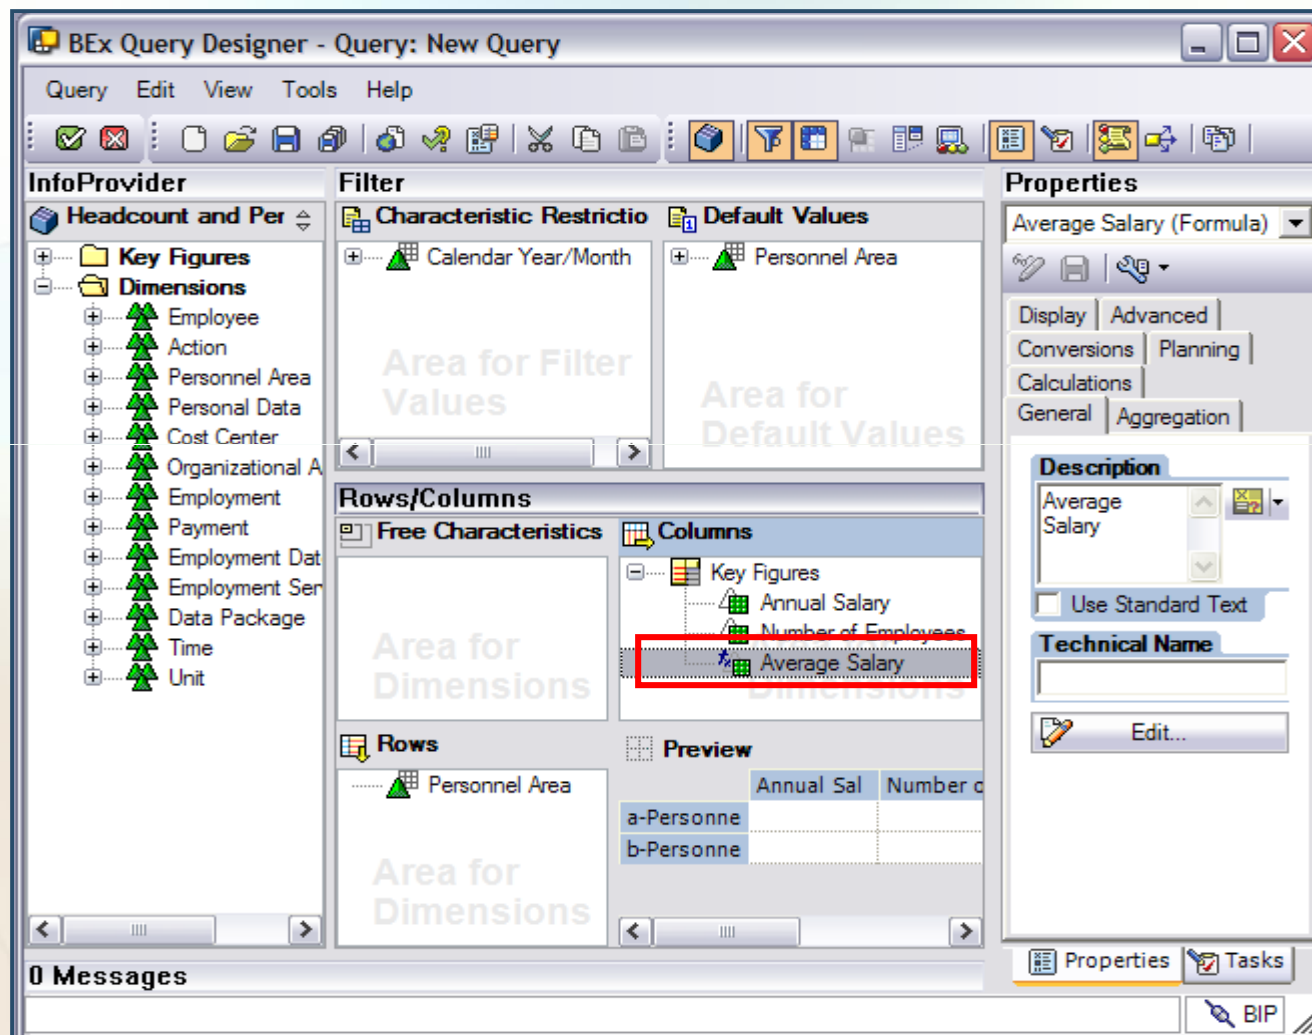 BEx Query Designer - Query: New Query
Query Edit View Tools Help
InfoProvider
Headcount and Per
Key Figures
Dimensions
Employee
Action
Personnel Area
Personal Data
Cost Center
Organizational A
Employment
Payment
Employment Dat
Employment Ser
Data Package
Time
Unit
Filter
Characteristic Restrictio
Calendar Year/Month
Area for Filter
Values
Default Values
Personnel Area
Area for
Default Values
Rows/Columns
Free Characteristics
Area for
Dimensions
Columns
Key Figures
Annual Salary
Number of Employees
Average Salary
Dimensions
Rows
Personnel Area
Area for
Dimensions
Preview
Annual Sal Number o
a-Personne
b-Personne
Properties
Average Salary (Formula)
Display Advanced
Conversions Planning
Calculations
General Aggregation
Description
Average
Salary
Use Standard Text
Technical Name
Edit...
Properties Tasks
0 Messages
BIP